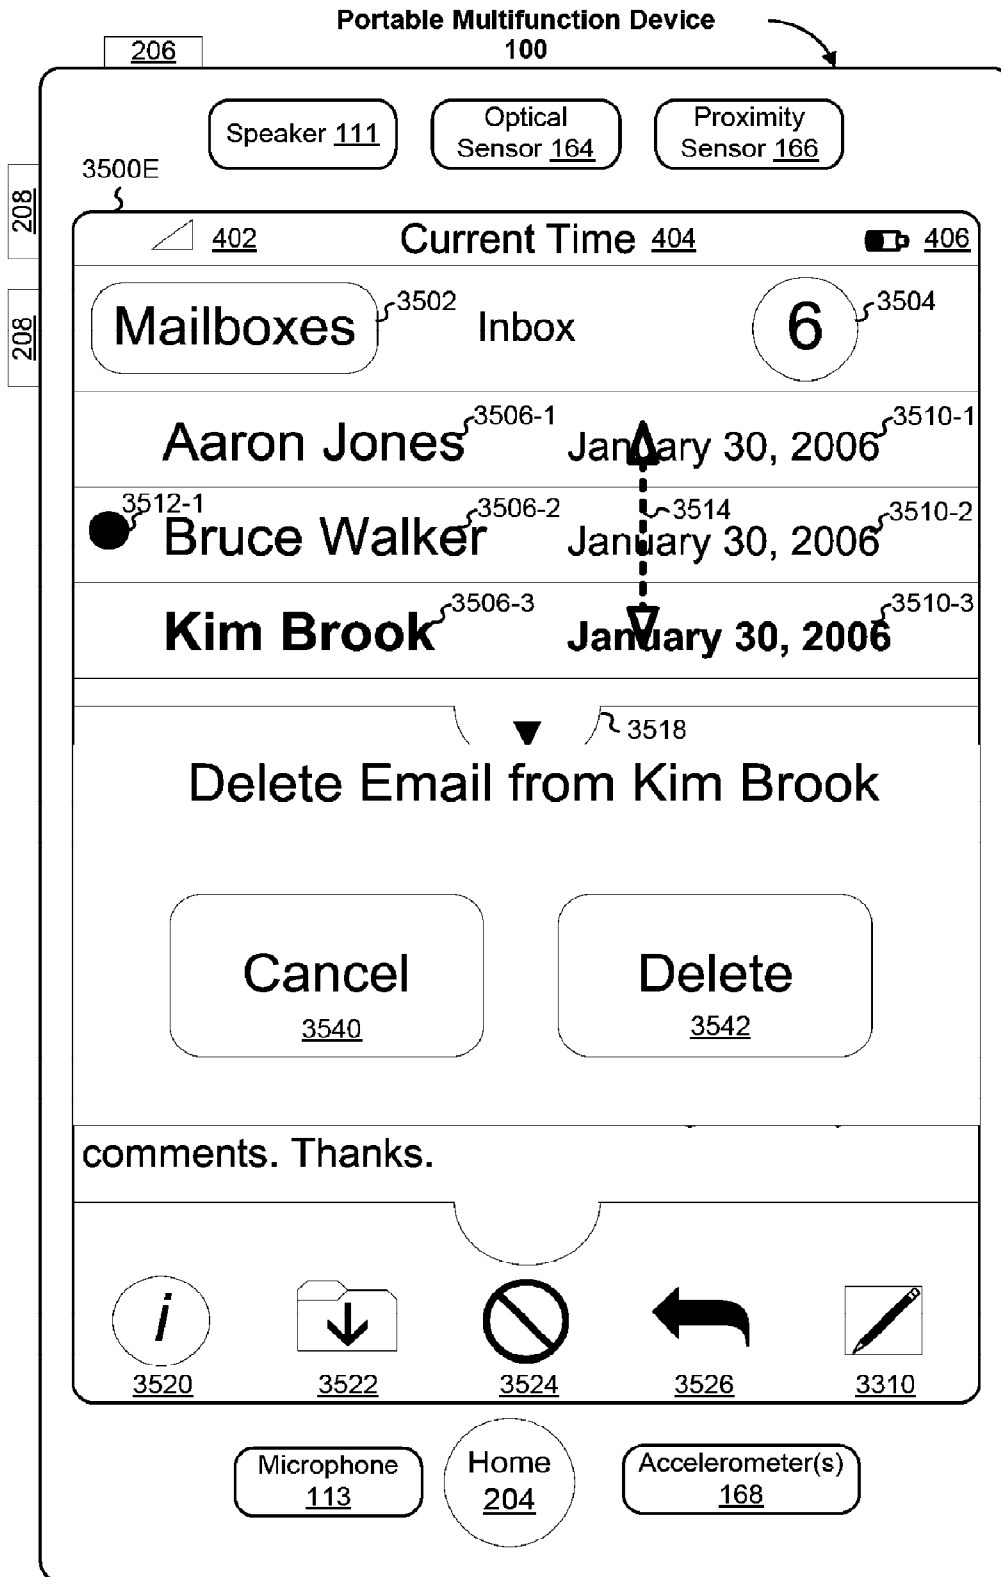 Portable Multifunction Device
100
206
Speaker 111
Optical
Sensor 164
Proximity
Sensor 166
208
208
3500E
402
Current Time 404
406
Mailboxes
3502
Inbox
6
3504
Aaron Jones
3506-1
January 30, 2006
3510-1
3512-1
Bruce Walker
3506-2
3514
January 30, 2006
3510-2
Kim Brook
3506-3
January 30, 2006
3510-3
3518
Delete Email from Kim Brook
Cancel
3540
Delete
3542
comments. Thanks.
i
3520
3522
3524
3526
3310
Microphone
113
Home
204
Accelerometer(s)
168